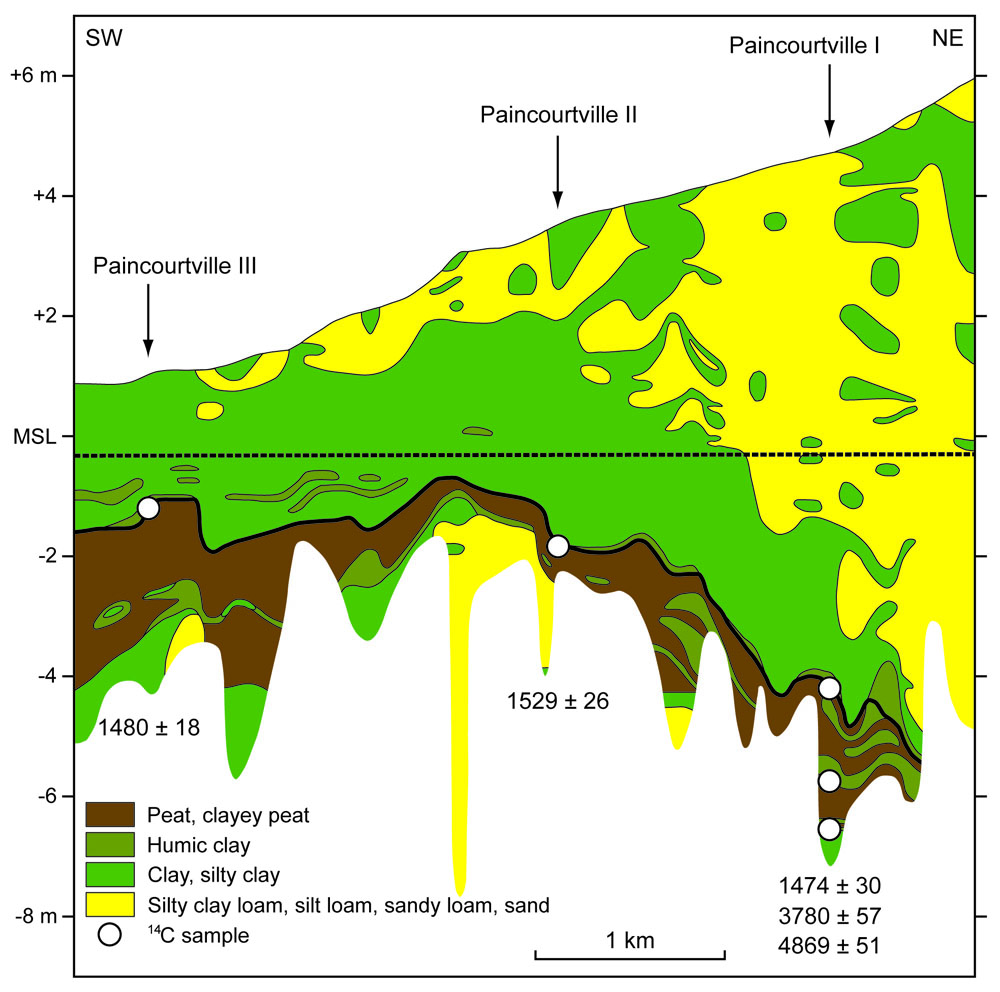 SW
NE
Paincourtville I
+6 m
Paincourtville II
+4
Paincourtville III
+2
MSL
-2
-4
1529 ± 26
1480 ± 18
-6
Peat, clayey peat
Humic clay
Clay, silty clay
Silty clay loam, silt loam, sandy loam, sand
14C sample
-8 m
1474 ± 30
3780 ± 57
4869 ± 51
1 km